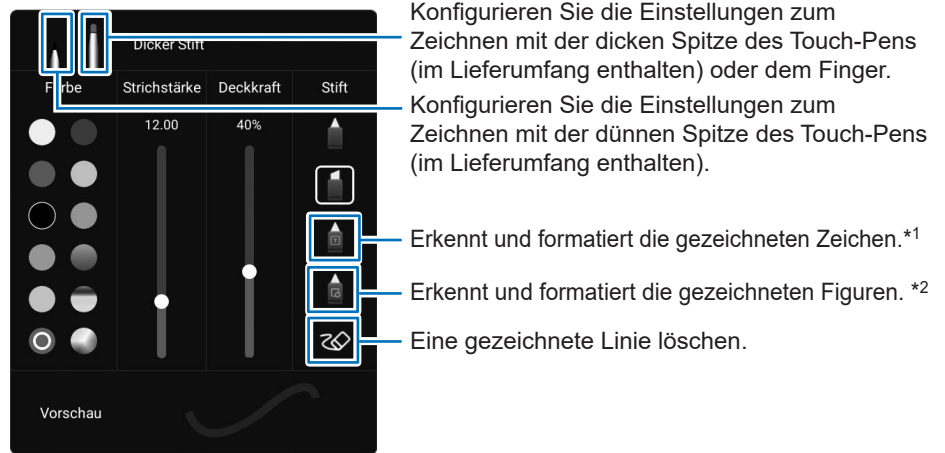 Dicker Stift
Farbe
Strichstärke
Deckkraft
Stift
12.00
40%
Vorschau
Konfigurieren Sie die Einstellungen zum
Zeichnen mit der dicken Spitze des Touch-Pens
(im Lieferumfang enthalten) oder dem Finger.
Konfigurieren Sie die Einstellungen zum
Zeichnen mit der dünnen Spitze des Touch-Pens
(im Lieferumfang enthalten).
Erkennt und formatiert die gezeichneten Zeichen.*1
Erkennt und formatiert die gezeichneten Figuren. *2
Eine gezeichnete Linie löschen.